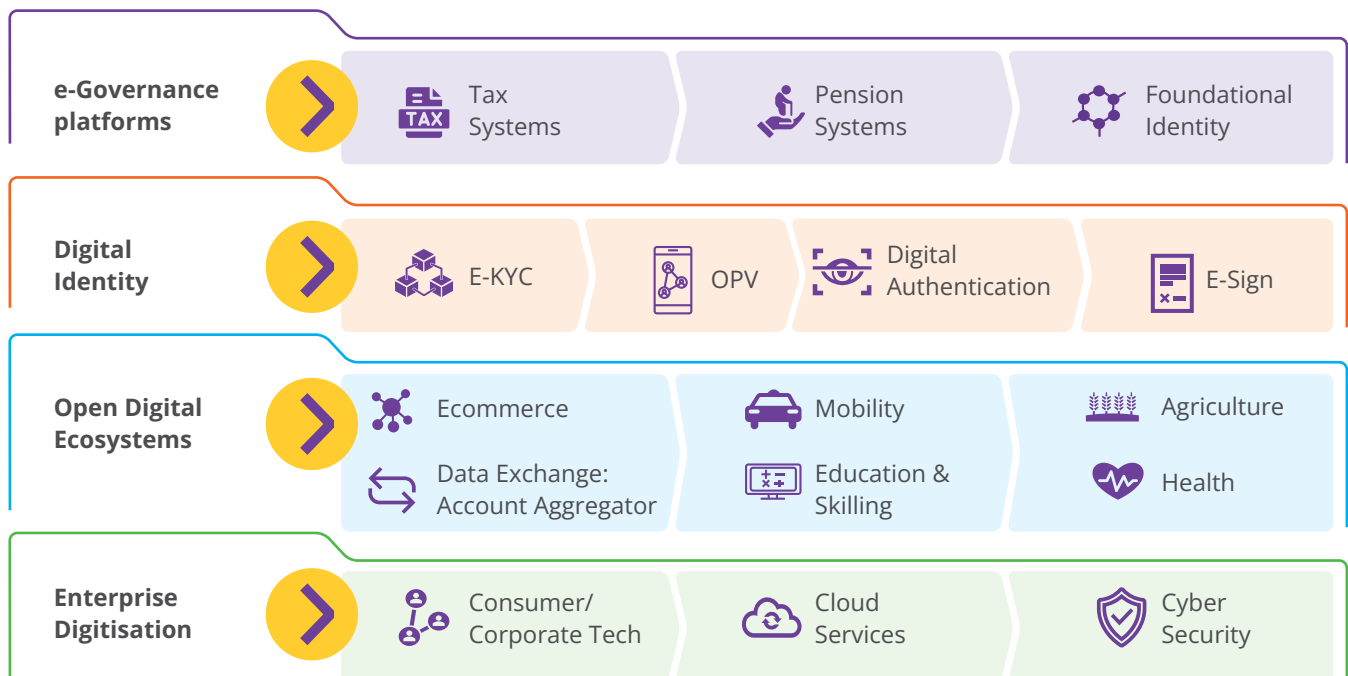 e-Governance
platforms
TAX
Tax
Systems
Pension
Systems
Foundational
Identity
Digital
Identity
E-KYC
OPV
Digital
Authentication
E-Sign
Open Digital
Ecosystems
Ecommerce
Mobility
Agriculture
Data Exchange:
Account Aggregator
Education &
Skilling
Health
Enterprise
Digitisation
Consumer/
Corporate Tech
Cloud
Services
Cyber
Security